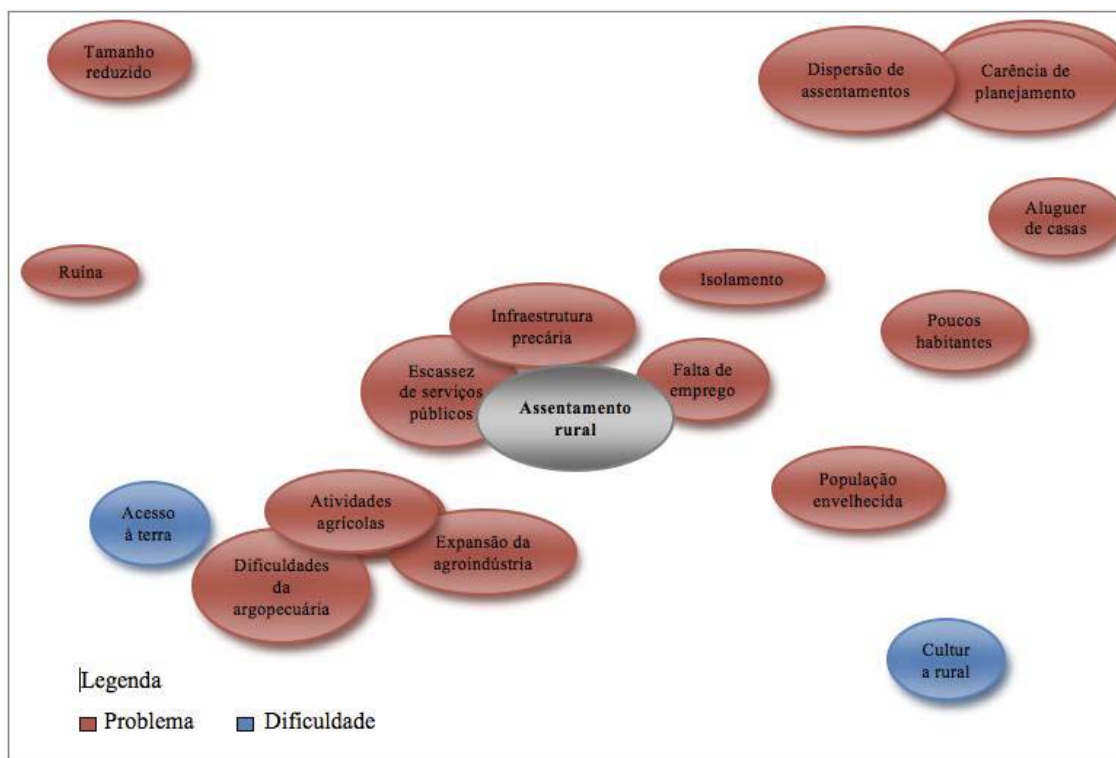 Tamanho
reduzido
Dispersão de
assentamentos
Carência de
planejamento
Aluguer
de casas
Ruína
Isolamento
Infraestrutura
precária
Poucos
habitantes
Escassez
de serviços
públicos
Falta de
emprego
Assentamento
rural
População
envelhecida
Acesso
à terra
Atividades
agrícolas
Expansão da
agroindústria
Dificuldades
da
argopecuária
Cultur
a rural
Legenda
Problema
Dificuldade